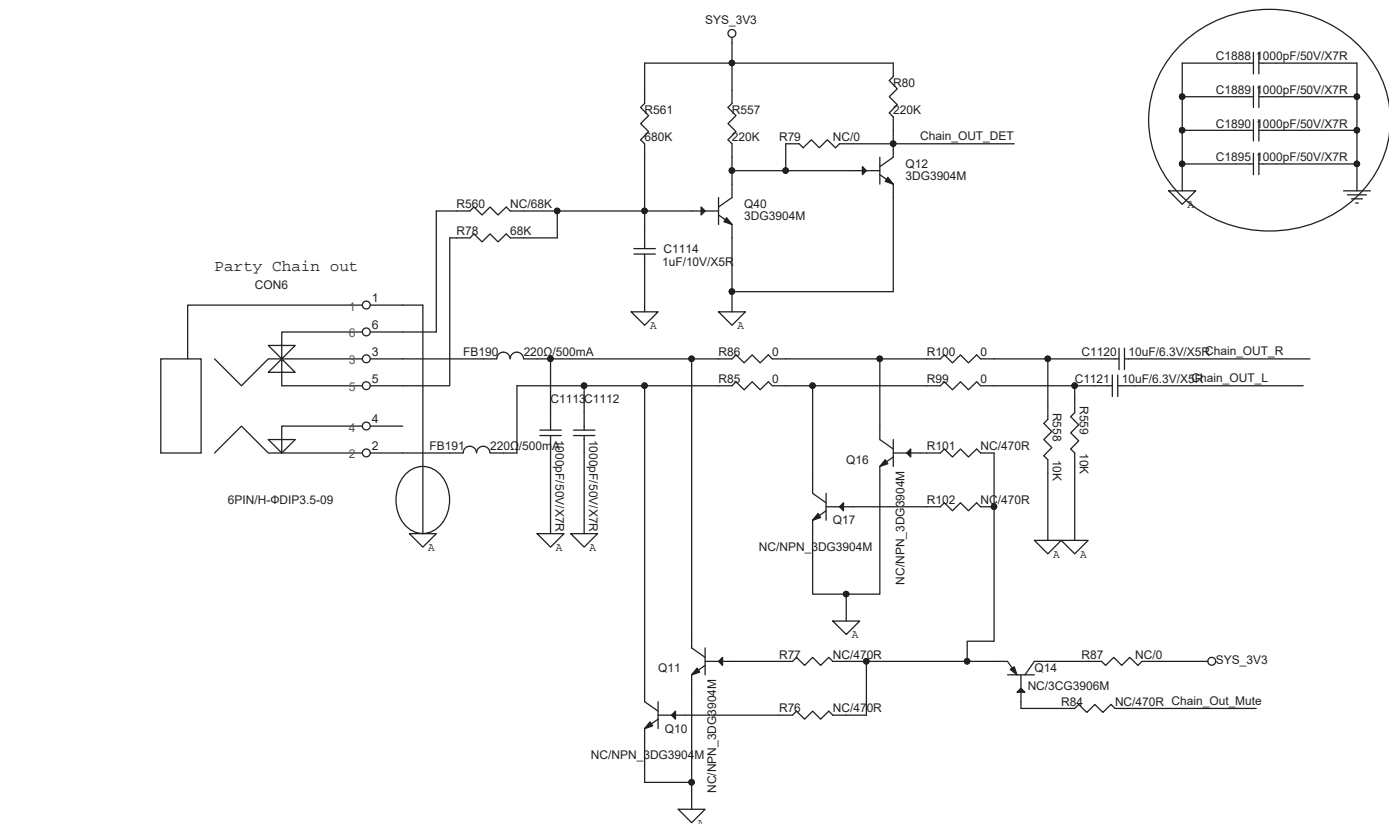 SYS_3V3
C1888 1000pF/50V/X7R
C1889 1000pF/50V/X7R
C1890 1000pF/50V/X7R
C1895 1000pF/50V/X7R
A
R80
220K
R561
680K
R557
220K
R79 NC/0
Chain_OUT_DET
Q12
3DG3904M
Q40
3DG3904M
R560 NC/68K
R78 68K
C1114
1uF/10V/X5R
A
A
Party Chain out
CON6
1 1
6 6
3 3
5 5
4 4
2 2
6PIN/H-ΦDIP3.5-09
A
FB190 220Ω/500mA
FB191 220Ω/500mA
C1113
C1112
1000pF/50V/X7R
1000pF/50V/X7R
A
A
R86 0
R85 0
R100 0
R99 0
C1120 10uF/6.3V/X5R
Chain_OUT_R
C1121 10uF/6.3V/X5R
Chain_OUT_L
R558
10K
R559
10K
A
A
Q16
NC/NPN_3DG3904M
R101 NC/470R
Q17
NC/NPN_3DG3904M
R102 NC/470R
A
Q11
NC/NPN_3DG3904M
R77 NC/470R
Q10
NC/NPN_3DG3904M
R76 NC/470R
A
Q14
NC/3CG3906M
R87 NC/0
SYS_3V3
R84 NC/470R
Chain_Out_Mute